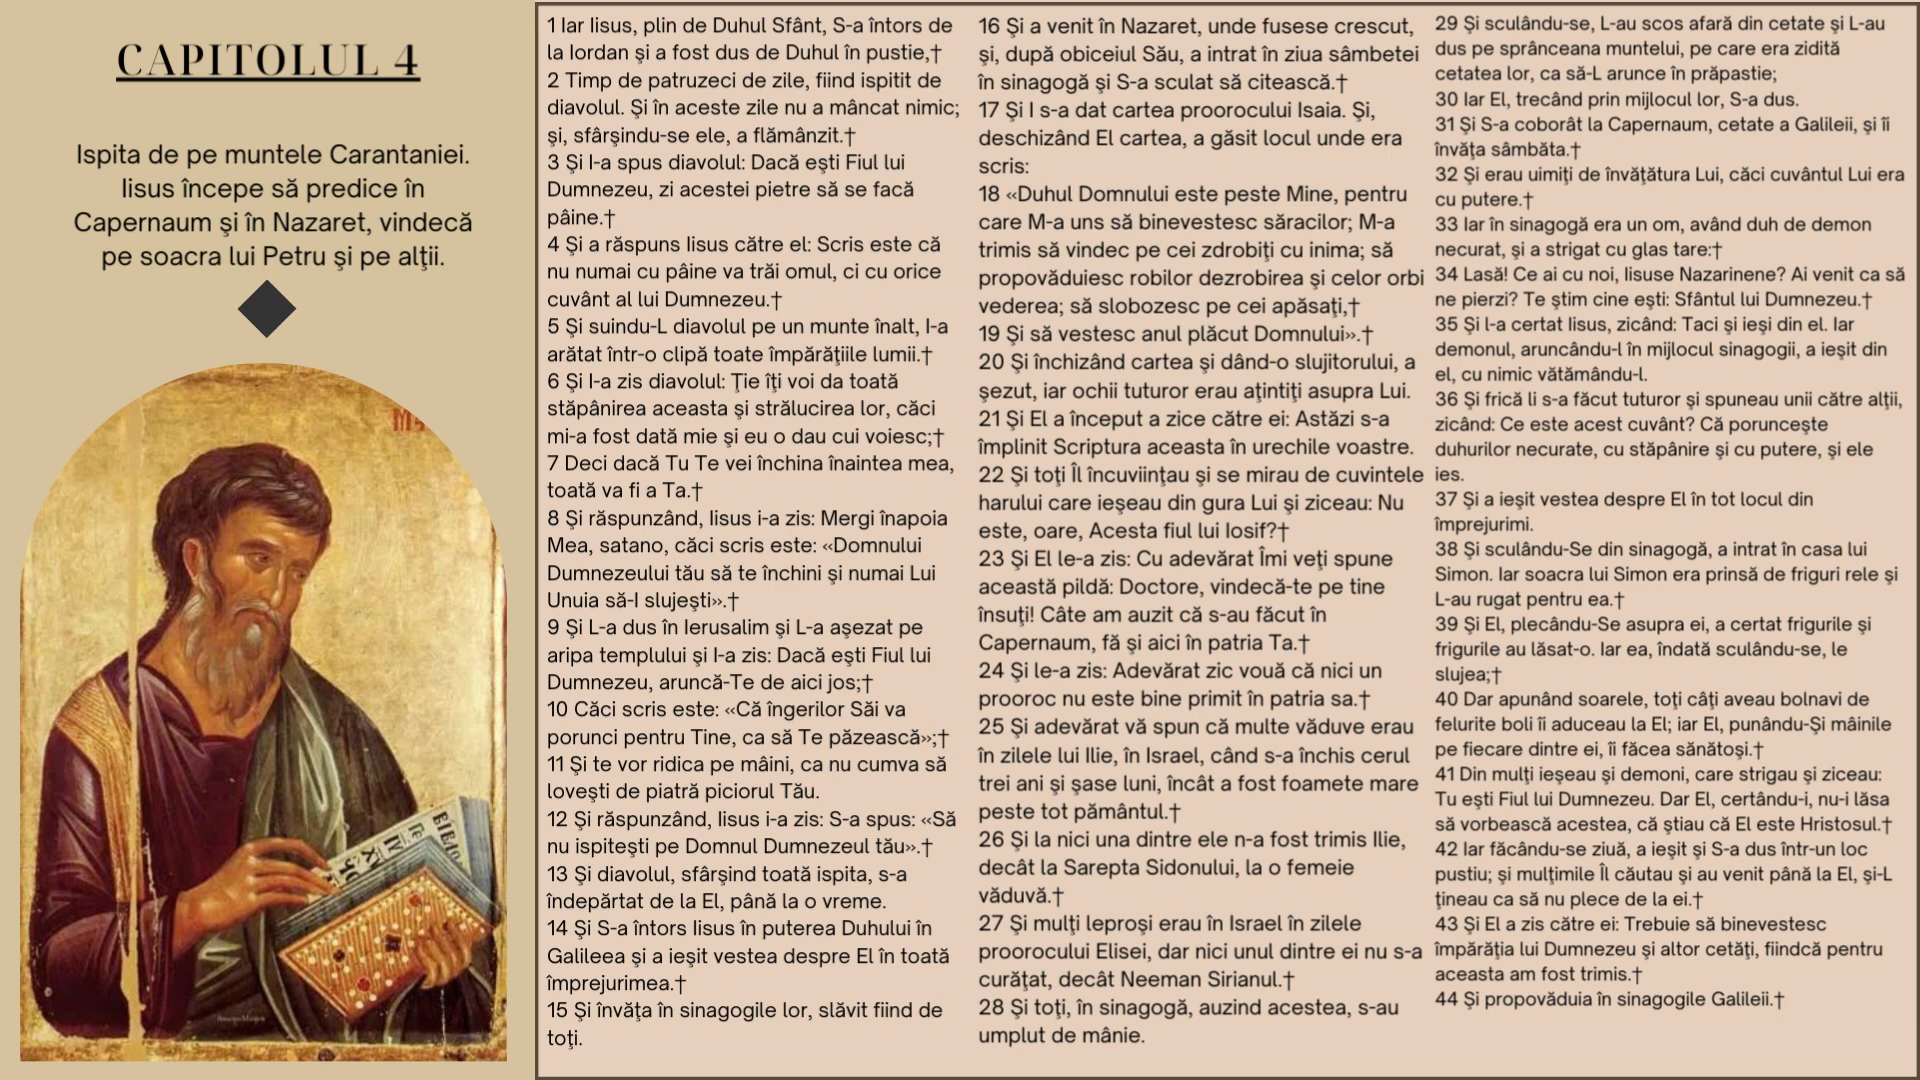 CAPITOLUL 4
Ispita de pe muntele Carantaniei.
Iisus începe să predice în
Capernaum şi în Nazaret, vindecă
pe soacra lui Petru şi pe alţii.
1 Iar Iisus, plin de Duhul Sfânt, S-a întors de
la Iordan şi a fost dus de Duhul în pustie,†
2 Timp de patruzeci de zile, fiind ispitit de
diavolul. Şi în aceste zile nu a mâncat nimic;
şi, sfârşindu-se ele, a flămânzit.†
3 Şi I-a spus diavolul: Dacă eşti Fiul lui
Dumnezeu, zi acestei pietre să se facă
pâine.†
4 Şi a răspuns Iisus către el: Scris este că
nu numai cu pâine va trăi omul, ci cu orice
cuvânt al lui Dumnezeu.†
5 Şi suindu-L diavolul pe un munte înalt, I-a
arătat într-o clipă toate împărăţiile lumii.†
6 Şi I-a zis diavolul: Ţie îţi voi da toată
stăpânirea aceasta şi strălucirea lor, căci
mi-a fost dată mie şi eu o dau cui voiesc;†
7 Deci dacă Tu Te vei închina înaintea mea,
toată va fi a Ta.†
8 Şi răspunzând, Iisus i-a zis: Mergi înapoia
Mea, satano, căci scris este: «Domnului
Dumnezeului tău să te închini şi numai Lui
Unuia să-I slujeşti».†
9 Şi L-a dus în Ierusalim şi L-a aşezat pe
aripa templului şi I-a zis: Dacă eşti Fiul lui
Dumnezeu, aruncă-Te de aici jos;†
10 Căci scris este: «Că îngerilor Săi va
porunci pentru Tine, ca să Te păzească»;†
11 Şi te vor ridica pe mâini, ca nu cumva să
loveşti de piatră piciorul Tău.
12 Şi răspunzând, Iisus i-a zis: S-a spus: «Să
nu ispiteşti pe Domnul Dumnezeul tău».†
13 Şi diavolul, sfârşind toată ispita, s-a
îndepărtat de la El, până la o vreme.
14 Şi S-a întors Iisus în puterea Duhului în
Galileea şi a ieşit vestea despre El în toată
împrejurimea.†
15 Şi învăţa în sinagogile lor, slăvit fiind de
toţi.
16 Şi a venit în Nazaret, unde fusese crescut,
şi, după obiceiul Său, a intrat în ziua sâmbetei
în sinagogă şi S-a sculat să citească.†
17 Şi I s-a dat cartea proorocului Isaia. Şi,
deschizând El cartea, a găsit locul unde era
scris:
18 «Duhul Domnului este peste Mine, pentru
care M-a uns să binevestesc săracilor; M-a
trimis să vindec pe cei zdrobiţi cu inima; să
propovăduiesc robilor dezrobirea şi celor orbi
vederea; să slobozesc pe cei apăsaţi,†
19 Şi să vestesc anul plăcut Domnului».†
20 Şi închizând cartea şi dând-o slujitorului, a
şezut, iar ochii tuturor erau aţintiţi asupra Lui.
21 Şi El a început a zice către ei: Astăzi s-a
împlinit Scriptura aceasta în urechile voastre.
22 Şi toţi Îl încuviinţau şi se mirau de cuvintele
harului care ieşeau din gura Lui şi ziceau: Nu
este, oare, Acesta fiul lui Iosif?†
23 Şi El le-a zis: Cu adevărat Îmi veţi spune
această pildă: Doctore, vindecă-te pe tine
însuţi! Câte am auzit că s-au făcut în
Capernaum, fă şi aici în patria Ta.†
24 Şi le-a zis: Adevărat zic vouă că nici un
prooroc nu este bine primit în patria sa.†
25 Şi adevărat vă spun că multe văduve erau
în zilele lui Ilie, în Israel, când s-a închis cerul
trei ani şi şase luni, încât a fost foamete mare
peste tot pământul.†
26 Şi la nici una dintre ele n-a fost trimis Ilie,
decât la Sarepta Sidonului, la o femeie
văduvă.†
27 Şi mulţi leproşi erau în Israel în zilele
proorocului Elisei, dar nici unul dintre ei nu s-a
curăţat, decât Neeman Sirianul.†
28 Şi toţi, în sinagogă, auzind acestea, s-au
umplut de mânie.
29 Şi sculându-se, L-au scos afară din cetate şi L-au
dus pe sprânceana muntelui, pe care era zidită
cetatea lor, ca să-L arunce în prăpastie;
30 Iar El, trecând prin mijlocul lor, S-a dus.
31 Şi S-a coborât la Capernaum, cetate a Galileii, şi îi
învăţa sâmbăta.†
32 Şi erau uimiţi de învăţătura Lui, căci cuvântul Lui era
cu putere.†
33 Iar în sinagogă era un om, având duh de demon
necurat, şi a strigat cu glas tare:†
34 Lasă! Ce ai cu noi, Iisuse Nazarinene? Ai venit ca să
ne pierzi? Te ştim cine eşti: Sfântul lui Dumnezeu.†
35 Şi l-a certat Iisus, zicând: Taci şi ieşi din el. Iar
demonul, aruncându-l în mijlocul sinagogii, a ieşit din
el, cu nimic vătămându-l.
36 Şi frică li s-a făcut tuturor şi spuneau unii către alţii,
zicând: Ce este acest cuvânt? Că porunceşte
duhurilor necurate, cu stăpânire şi cu putere, şi ele
ies.
37 Şi a ieşit vestea despre El în tot locul din
împrejurimi.
38 Şi sculându-Se din sinagogă, a intrat în casa lui
Simon. Iar soacra lui Simon era prinsă de friguri rele şi
L-au rugat pentru ea.†
39 Şi El, plecându-Se asupra ei, a certat frigurile şi
frigurile au lăsat-o. Iar ea, îndată sculându-se, le
slujea;†
40 Dar apunând soarele, toţi câţi aveau bolnavi de
felurite boli îi aduceau la El; iar El, punându-Şi mâinile
pe fiecare dintre ei, îi făcea sănătoşi.†
41 Din mulţi ieşeau şi demoni, care strigau şi ziceau:
Tu eşti Fiul lui Dumnezeu. Dar El, certându-i, nu-i lăsa
să vorbească acestea, că ştiau că El este Hristosul.†
42 Iar făcându-se ziuă, a ieşit şi S-a dus într-un loc
pustiu; şi mulţimile Îl căutau şi au venit până la El, şi-L
ţineau ca să nu plece de la ei.†
43 Şi El a zis către ei: Trebuie să binevestesc
împărăţia lui Dumnezeu şi altor cetăţi, fiindcă pentru
aceasta am fost trimis.†
44 Şi propovăduia în sinagogile Galileii.†